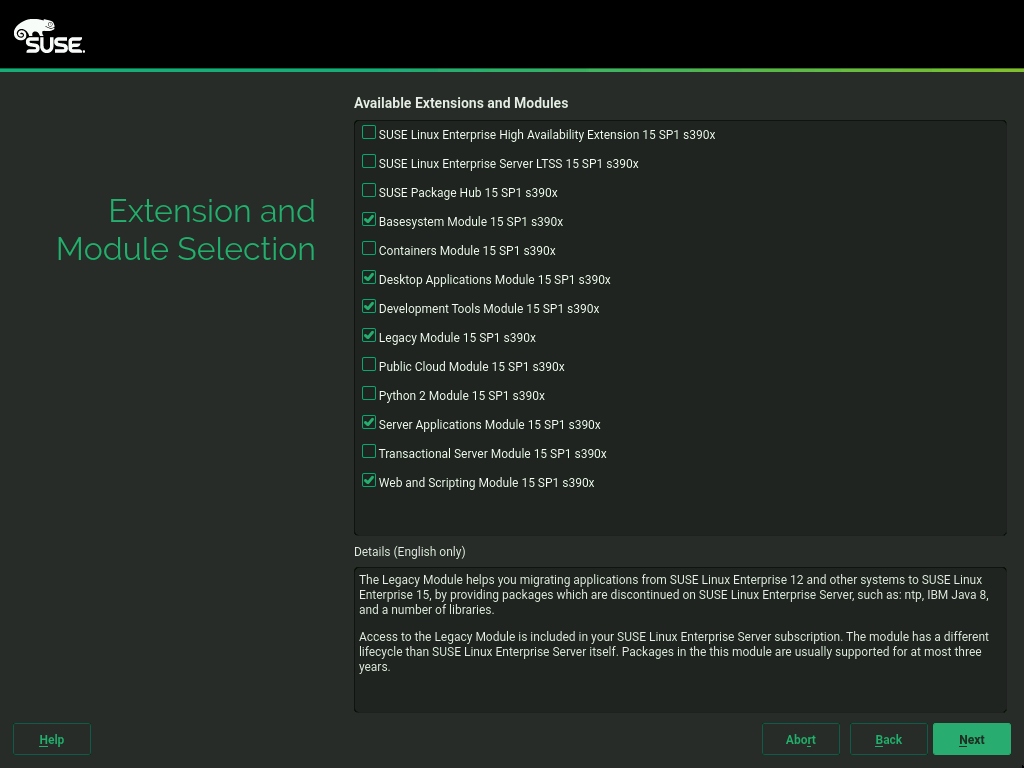 SUSE.
Available Extensions and Modules
Extension and
Module Selection
SUSE Linux Enterprise High Availability Extension 15 SP1 s390x
SUSE Linux Enterprise Server LTSS 15 SP1 s390x
SUSE Package Hub 15 SP1 s390x
Basesystem Module 15 SP1 s390x
Containers Module 15 SP1 s390x
Desktop Applications Module 15 SP1 s390x
Development Tools Module 15 SP1 s390x
Legacy Module 15 SP1 s390x
Public Cloud Module 15 SP1 s390x
Python 2 Module 15 SP1 s390x
Server Applications Module 15 SP1 s390x
Transactional Server Module 15 SP1 s390x
Web and Scripting Module 15 SP1 s390x
Details (English only)
The Legacy Module helps you migrating applications from SUSE Linux Enterprise 12 and other systems to SUSE Linux
Enterprise 15, by providing packages which are discontinued on SUSE Linux Enterprise Server, such as: ntp, IBM Java 8,
and a number of libraries.
Access to the Legacy Module is included in your SUSE Linux Enterprise Server subscription. The module has a different
lifecycle than SUSE Linux Enterprise Server itself. Packages in the this module are usually supported for at most three
years.
Help
Abort
Back
Next